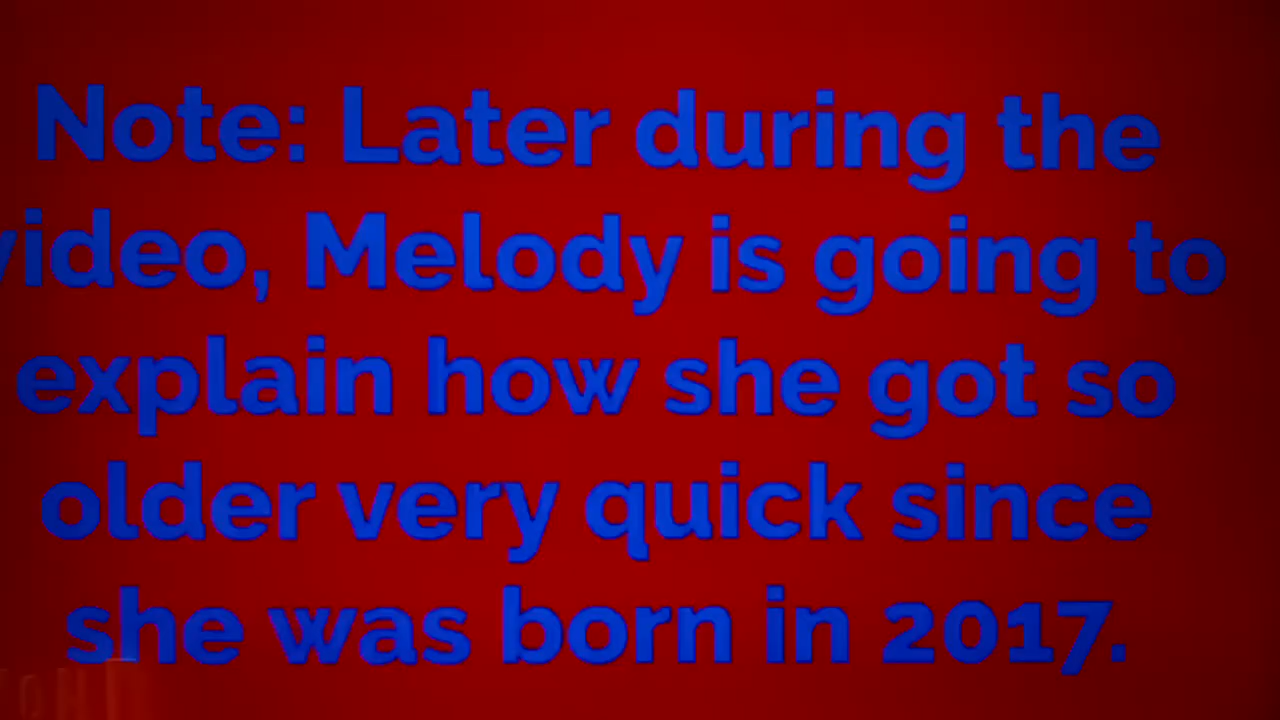 Note: Later during the
video, Melody is going to
explain how she got so
older very quick since
she was born in 2017.